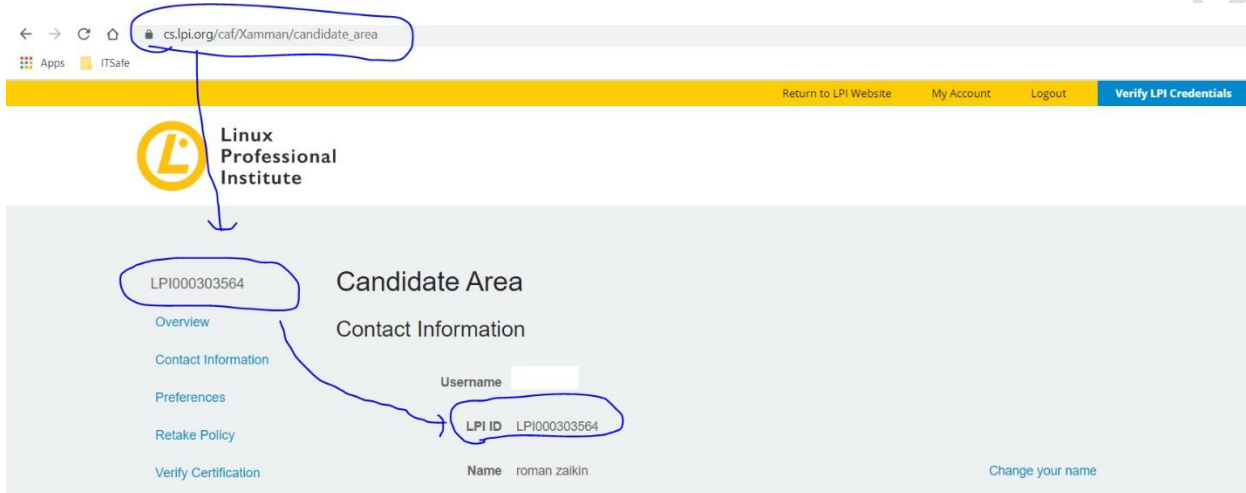 cs.lpi.org/caf/Xamman/candidate_area
Apps ITSafe
Return to LPI Website My Account Logout Verify LPI Credentials
Linux
Professional
Institute
LPI000303564
Overview
Contact Information
Preferences
Retake Policy
Verify Certification
Candidate Area
Contact Information
Username
LPI ID LPI000303564
Name roman zaikin Change your name